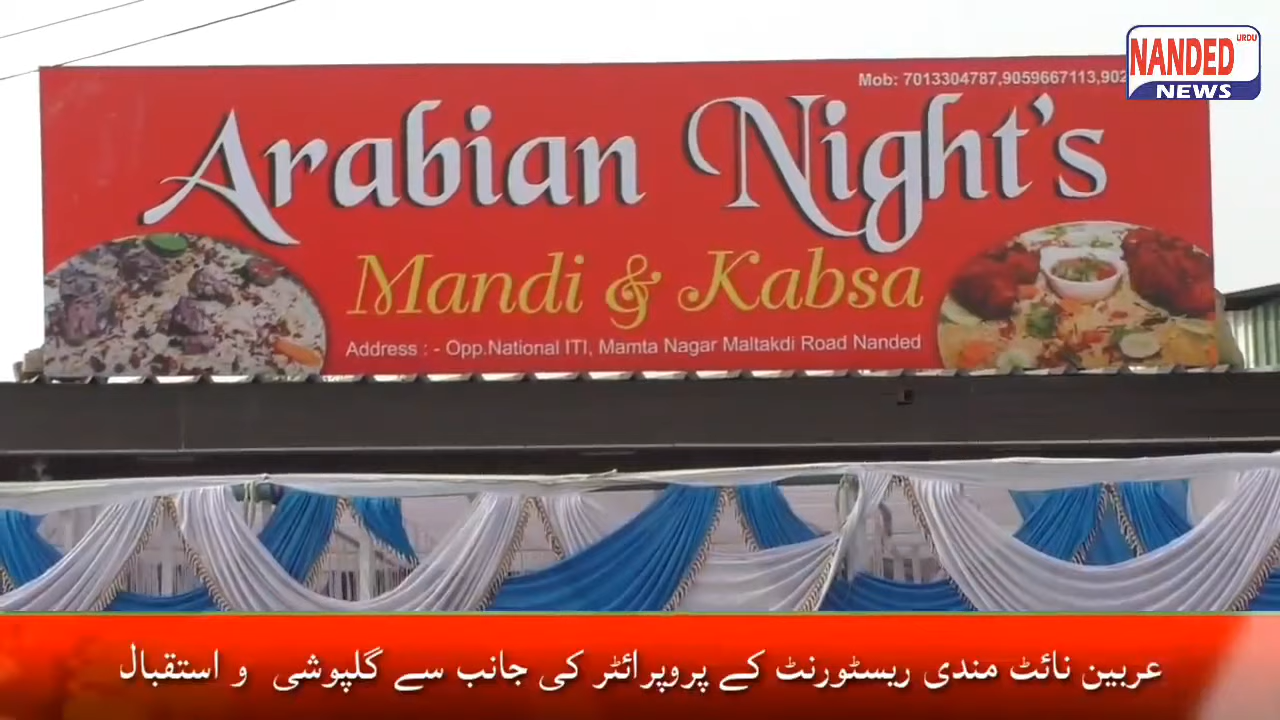 Mob: 7013304787,9059667113,902
NANDED
URDU
NEWS
Arabian Night's
Mandi & Kabsa
Address : - Opp.National ITI, Mamta Nagar Maltakdi Road Nanded
عربین نائٹ مندی ریسٹورنٹ کے پروپرائٹر کی جانب سے گلپوشی و استقبال